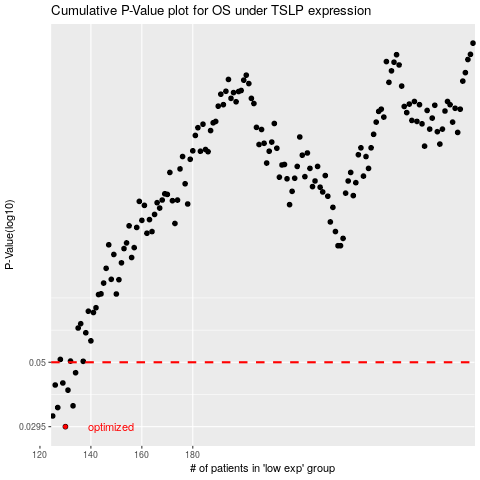 Cumulative P-Value plot for OS under TSLP expression
P-Value(log10)
0.05
0.0295
optimized
120 140 160 180
# of patients in 'low exp' group